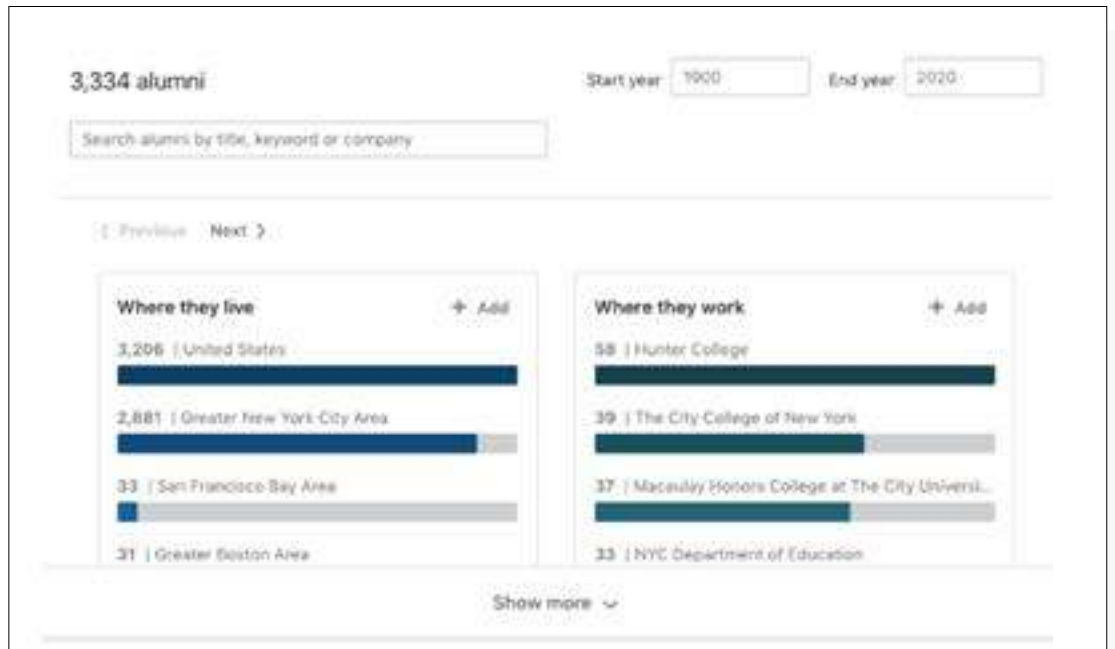 3,334 alumni
Start year 1900 End year 2020
Search alumni by title, keyword or company
Previous Next
Where they live + Add
3,206 | United States
2,881 | Greater New York City Area
33 | San Francisco Bay Area
31 | Greater Boston Area
Where they work + Add
58 | Hunter College
39 | The City College of New York
37 | Macaulay Honors College at The City Universi...
33 | NYC Department of Education
Show more